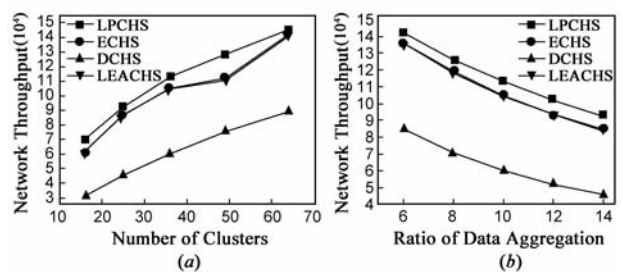 Network Throughput(10⁴)
15
14
13
12
11
10
9
8
7
6
5
4
3
LPCHS
ECHS
DCHS
LEACHS
10 20 30 40 50 60 70
Number of Clusters
(a)
Network Throughput(10⁴)
15
14
13
12
11
10
9
8
7
6
5
4
LPCHS
ECHS
DCHS
LEACHS
6 8 10 12 14
Ratio of Data Aggregation
(b)